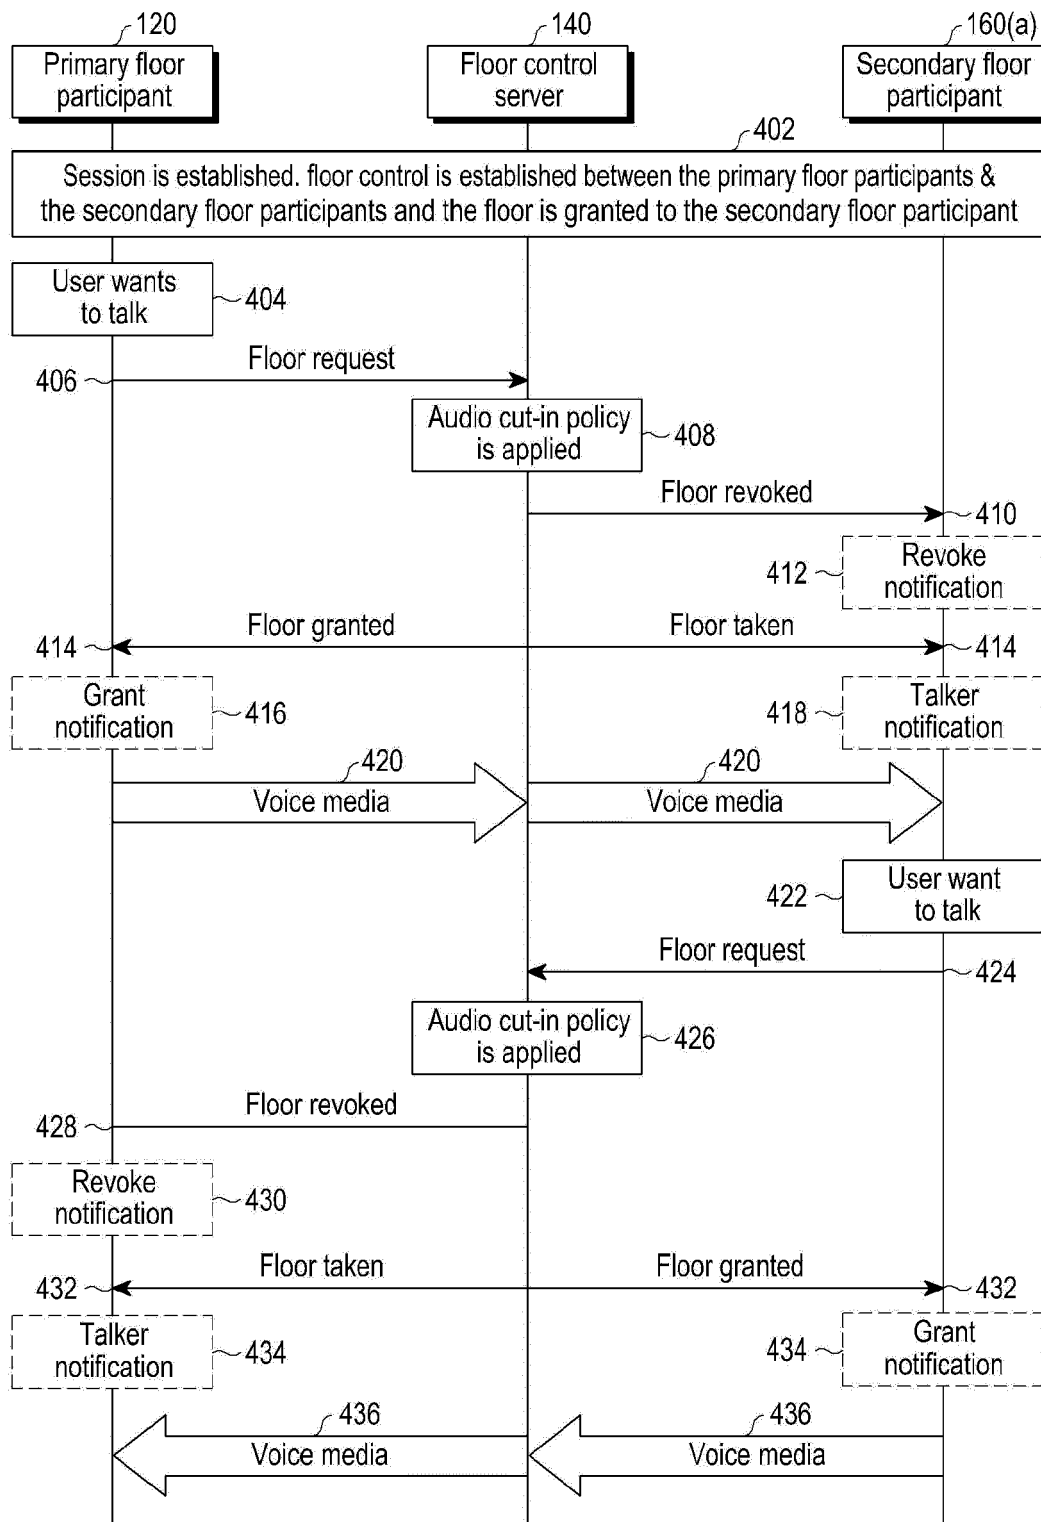 120
140
160(a)
Primary floor
participant
Floor control
server
Secondary floor
participant
402
Session is established. floor control is established between the primary floor participants &
the secondary floor participants and the floor is granted to the secondary floor participant
User wants
to talk
404
Floor request
406
Audio cut-in policy
is applied
408
Floor revoked
410
Revoke
notification
412
Floor granted
Floor taken
414
414
Grant
notification
416
418
Talker
notification
420
420
Voice media
Voice media
User want
to talk
422
Floor request
424
Audio cut-in policy
is applied
426
Floor revoked
428
Revoke
notification
430
Floor taken
Floor granted
432
432
Talker
notification
434
434
Grant
notification
436
436
Voice media
Voice media